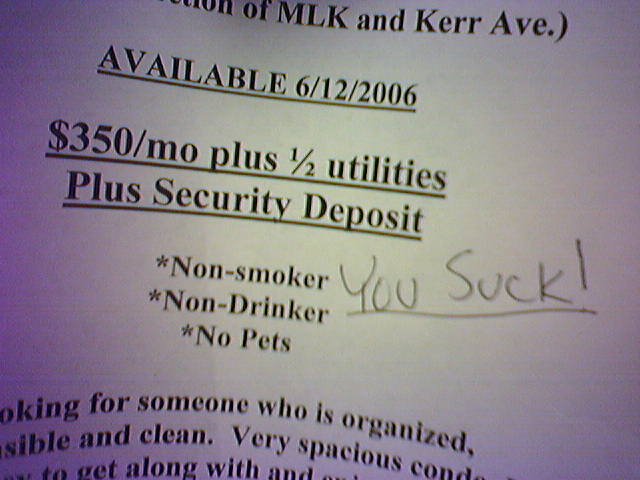 of MLK and Kerr Ave.)
AVAILABLE 6/12/2006
$350/mo plus ½ utilities
Plus Security Deposit
*Non-smoker
*Non-Drinker
*No Pets
You Suck!
oking for someone who is organized,
sible and clean. Very spacious condo
to get along with and